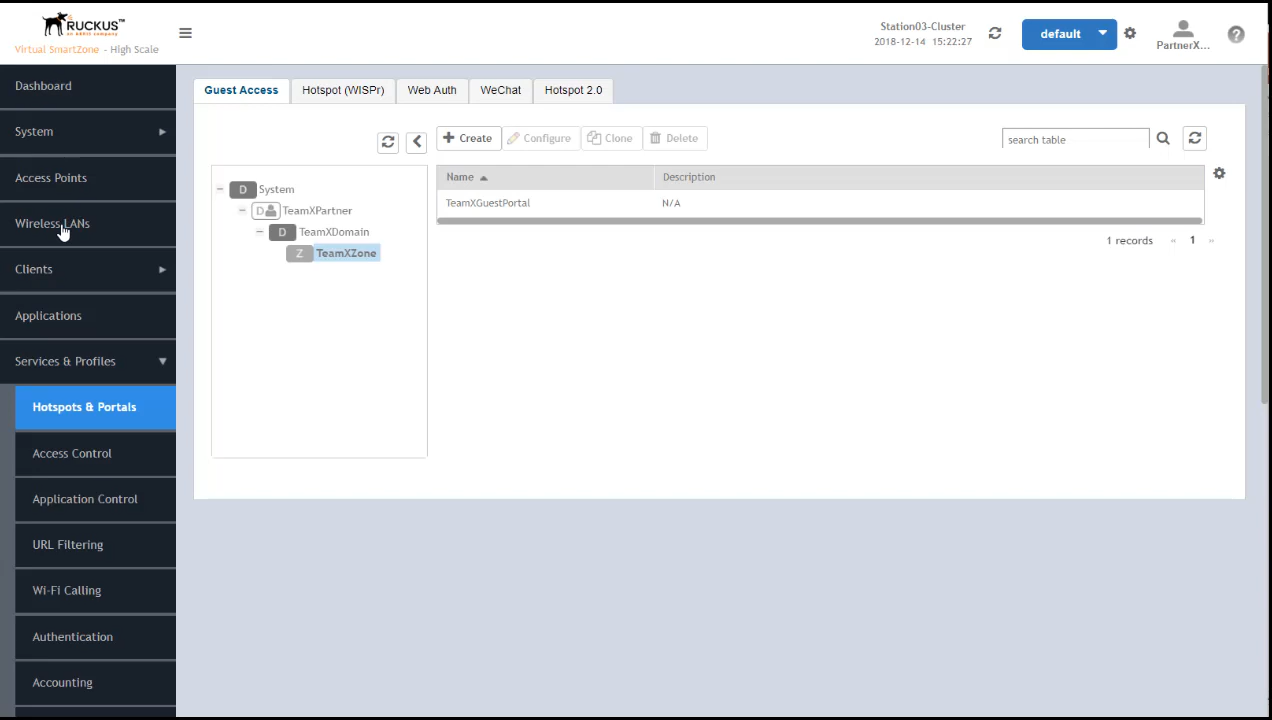 RUCKUS™
an ARRIS company
Virtual SmartZone - High Scale
Station03-Cluster
2018-12-14 15:22:27
default
PartnerX...
Dashboard
System
Access Points
Wireless LANs
Clients
Applications
Services & Profiles
Hotspots & Portals
Access Control
Application Control
URL Filtering
Wi-Fi Calling
Authentication
Accounting
Guest Access
Hotspot (WISPr)
Web Auth
WeChat
Hotspot 2.0
Create
Configure
Clone
Delete
search table
D System
D TeamXPartner
D TeamXDomain
Z TeamXZone
Name Description
TeamXGuestPortal N/A
1 records « 1 »